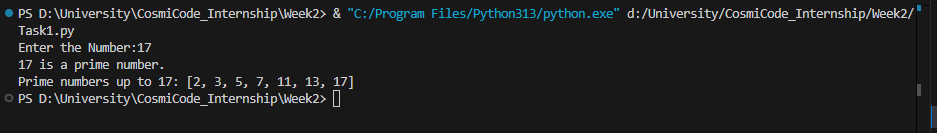 PS D:\University\CosmiCode_Internship\Week2> & "C:/Program Files/Python313/python.exe" d:/University/CosmiCode_Internship/Week2/
Task1.py
Enter the Number:17
17 is a prime number.
Prime numbers up to 17: [2, 3, 5, 7, 11, 13, 17]
PS D:\University\CosmiCode_Internship\Week2>